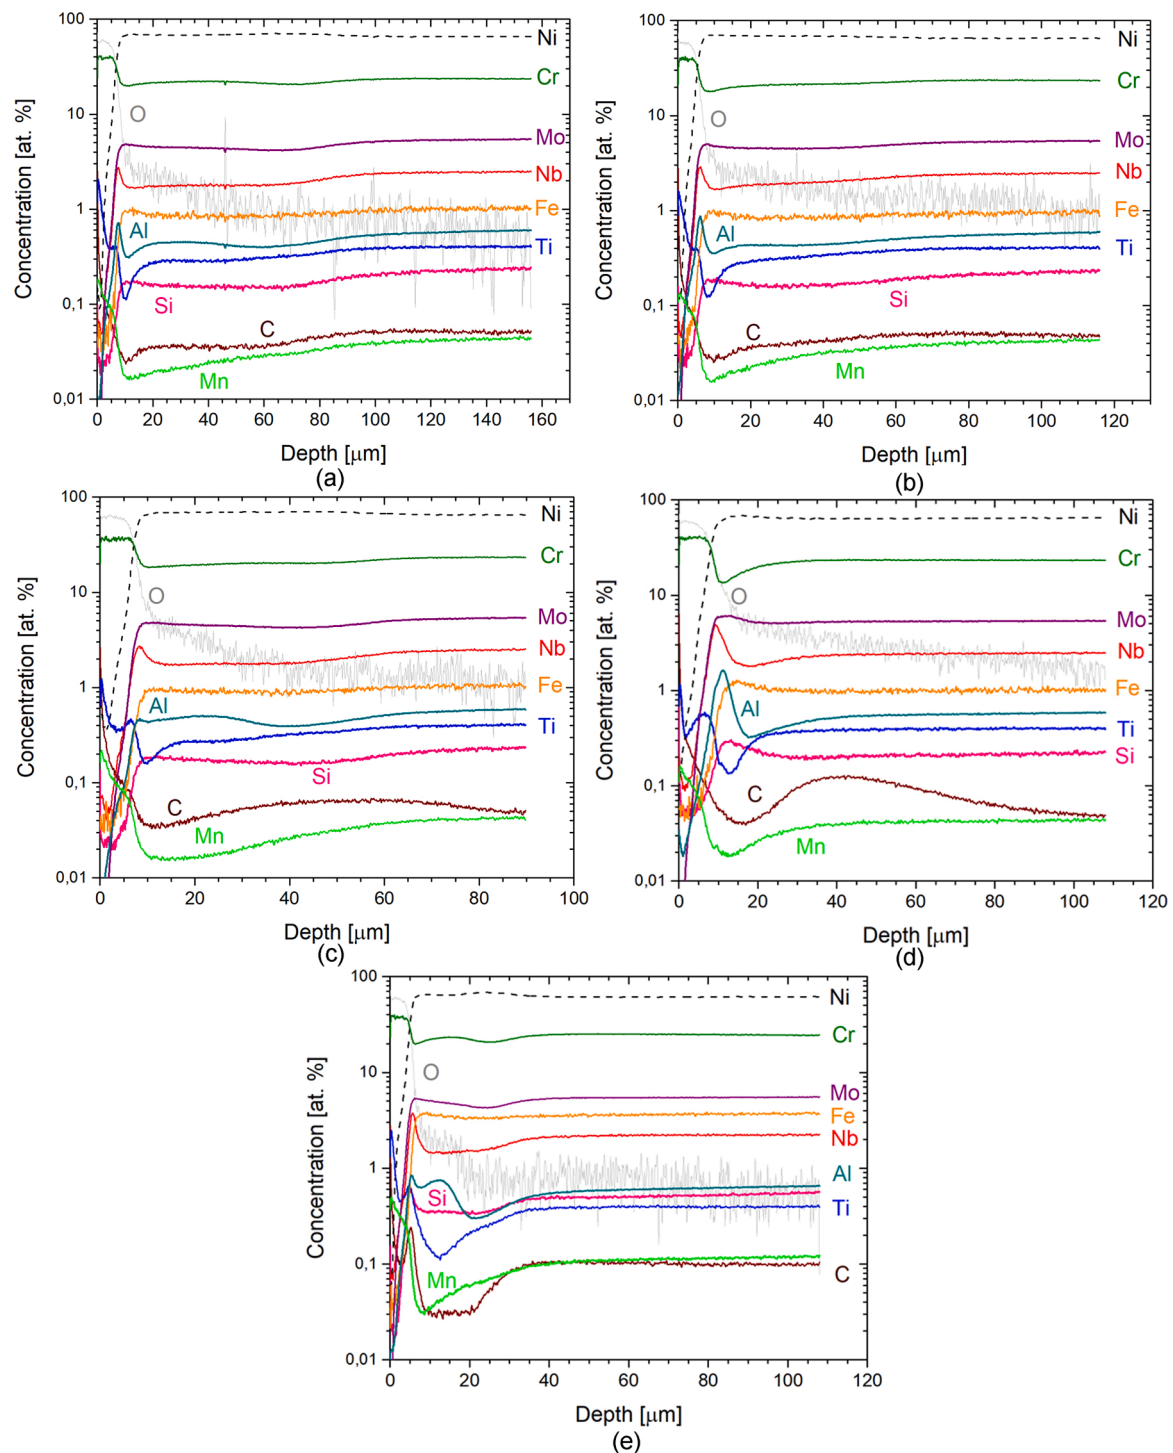 Concentration [at. %]
100
10
1
0,1
0,01
0 20 40 60 80 100 120 140 160
Depth [μm]
Ni
Cr
O
Mo
Nb
Fe
Al
Ti
Si
C
Mn
(a)
Concentration [at. %]
100
10
1
0,1
0,01
0 20 40 60 80 100 120
Depth [μm]
Ni
Cr
O
Mo
Nb
Fe
Al
Ti
Si
C
Mn
(b)
Concentration [at. %]
100
10
1
0,1
0,01
0 20 40 60 80 100
Depth [μm]
Ni
Cr
O
Mo
Nb
Fe
Al
Ti
Si
C
Mn
(c)
Concentration [at. %]
100
10
1
0,1
0,01
0 20 40 60 80 100 120
Depth [μm]
Ni
Cr
O
Mo
Nb
Fe
Al
Ti
Si
C
Mn
(d)
Concentration [at. %]
100
10
1
0,1
0,01
0 20 40 60 80 100 120
Depth [μm]
Ni
Cr
O
Mo
Fe
Nb
Al
Si
Ti
Mn
C
(e)